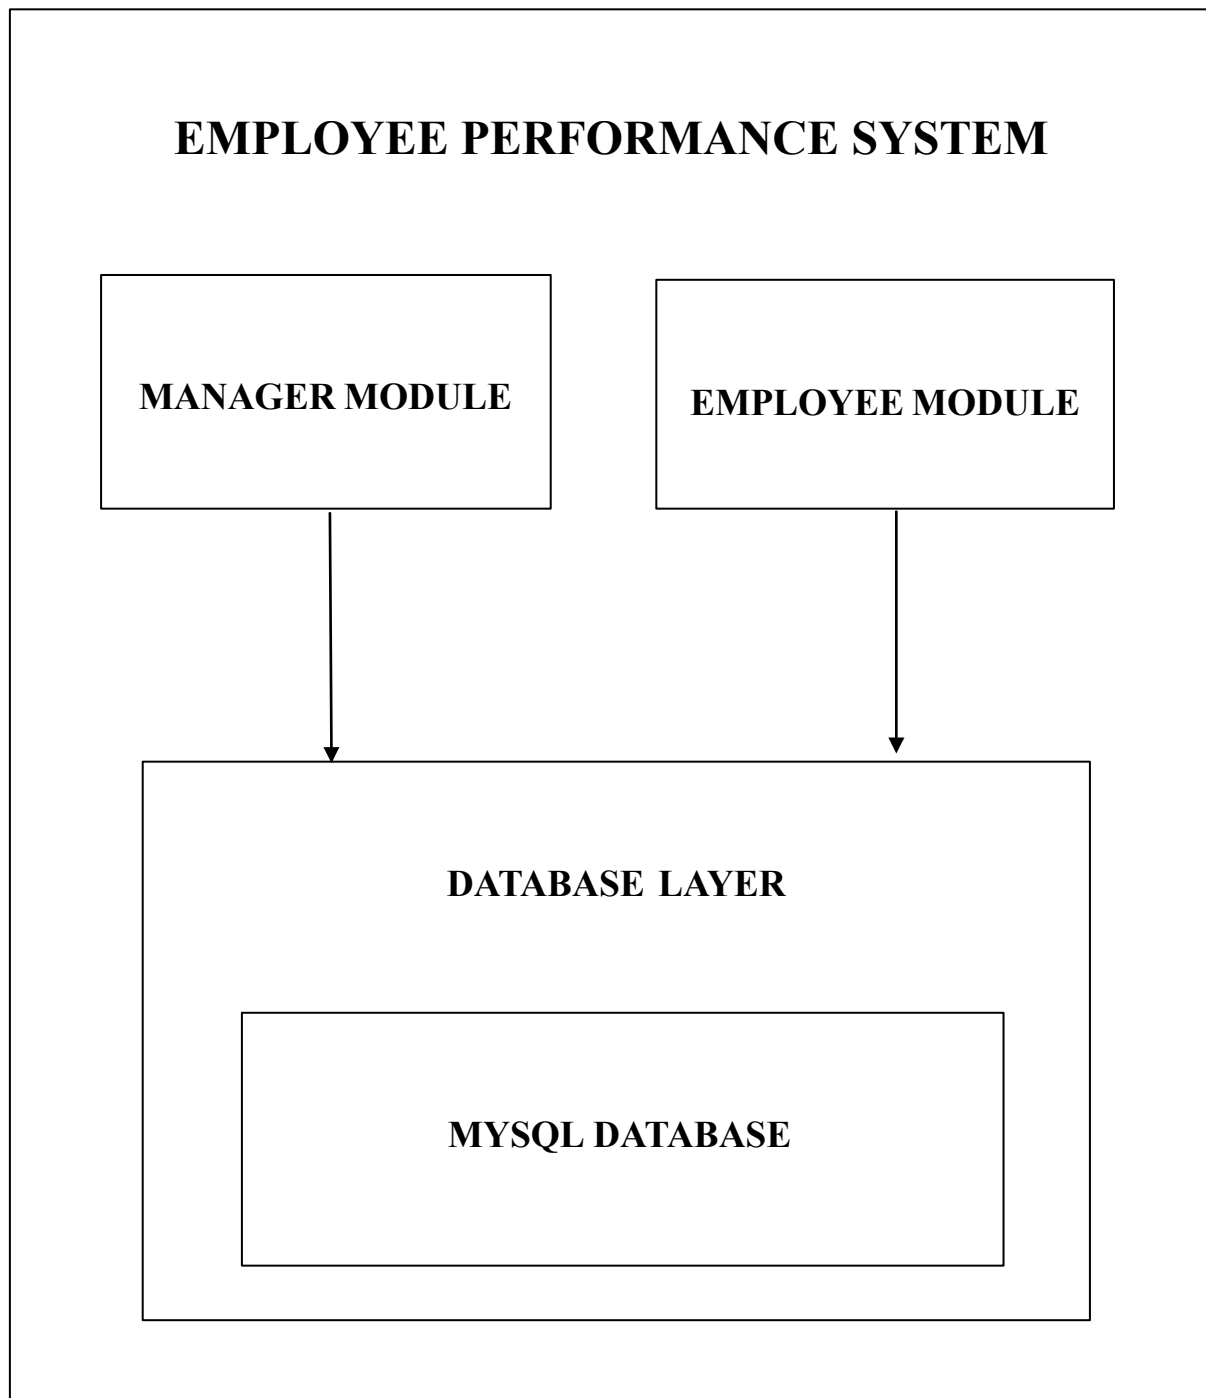 EMPLOYEE PERFORMANCE SYSTEM
MANAGER MODULE
EMPLOYEE MODULE
DATABASE LAYER
MYSQL DATABASE